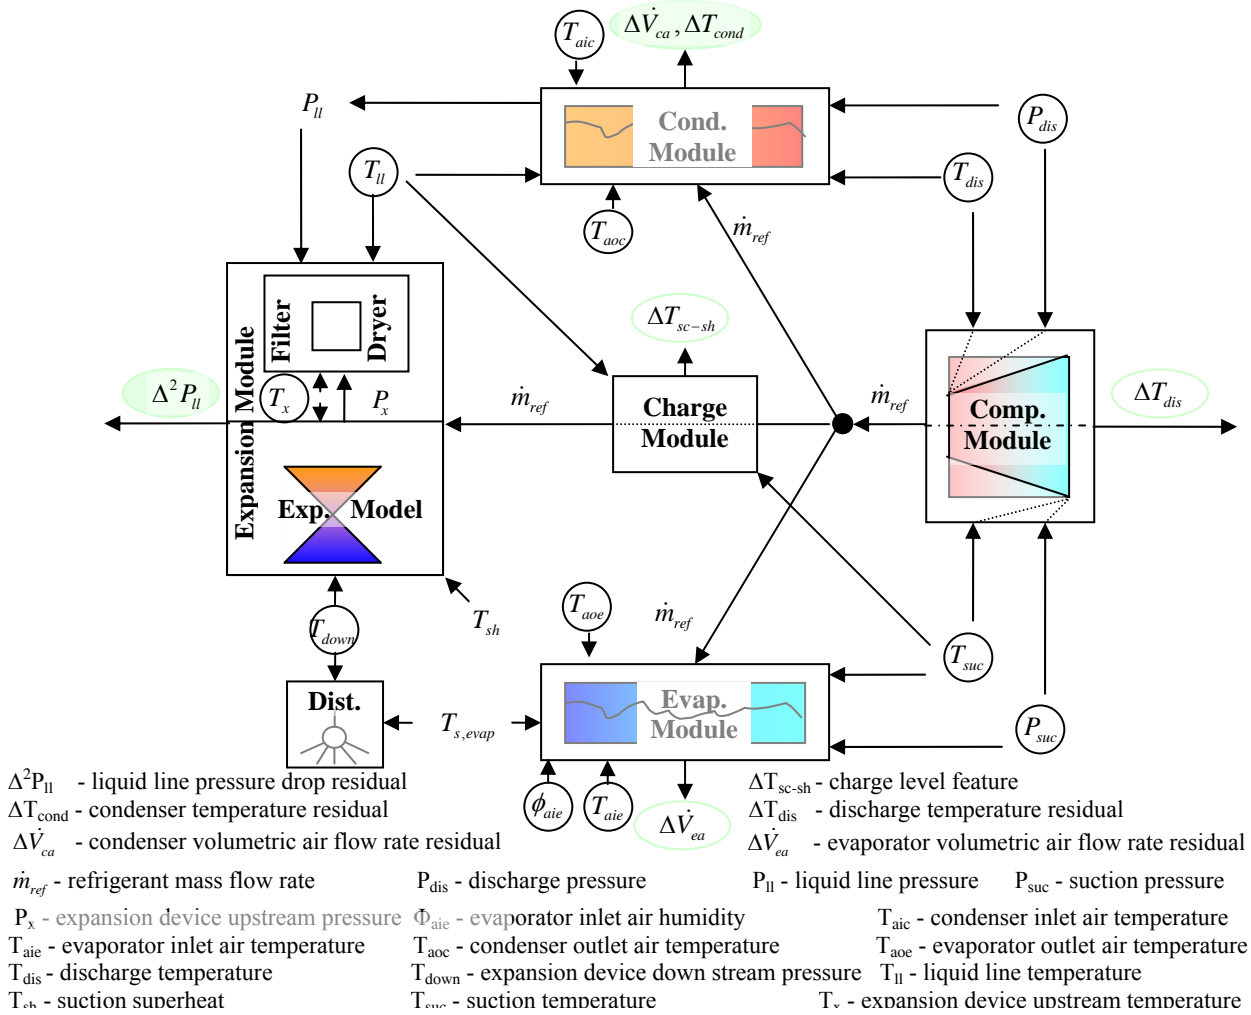 T_aic
ΔV̇_ca, ΔT_cond
P_ll
Cond.
Module
P_dis
T_ll
T_dis
T_aoc
ṁ_ref
Filter
Dryer
Expansion Module
ΔT_sc-sh
Δ²P_ll
T_x
P_x
ṁ_ref
Charge
Module
ṁ_ref
Comp.
Module
ΔT_dis
Exp. Model
T_down
T_sh
T_aoe
ṁ_ref
T_suc
Dist.
T_s,evap
Evap.
Module
P_suc
ϕ_aie
T_aie
ΔV̇_ea
Δ²P_ll - liquid line pressure drop residual
ΔT_sc-sh - charge level feature
ΔT_cond - condenser temperature residual
ΔT_dis - discharge temperature residual
ΔV̇_ca - condenser volumetric air flow rate residual
ΔV̇_ea - evaporator volumetric air flow rate residual
ṁ_ref - refrigerant mass flow rate
P_dis - discharge pressure
P_ll - liquid line pressure
P_suc - suction pressure
P_x - expansion device upstream pressure
Φ_aie - evaporator inlet air humidity
T_aic - condenser inlet air temperature
T_aie - evaporator inlet air temperature
T_aoc - condenser outlet air temperature
T_aoe - evaporator outlet air temperature
T_dis - discharge temperature
T_down - expansion device down stream pressure
T_ll - liquid line temperature
T_sh - suction superheat
T_suc - suction temperature
T_x - expansion device upstream temperature